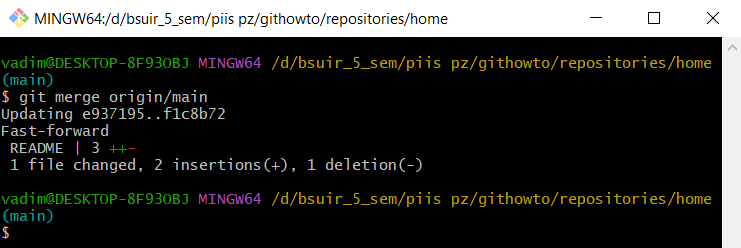 MINGW64:/d/bsuir_5_sem/piis pz/githowto/repositories/home
vadim@DESKTOP-8F93OBJ MINGW64 /d/bsuir_5_sem/piis pz/githowto/repositories/home
(main)
$ git merge origin/main
Updating e937195..f1c8b72
Fast-forward
 README | 3 ++-
 1 file changed, 2 insertions(+), 1 deletion(-)
vadim@DESKTOP-8F93OBJ MINGW64 /d/bsuir_5_sem/piis pz/githowto/repositories/home
(main)
$